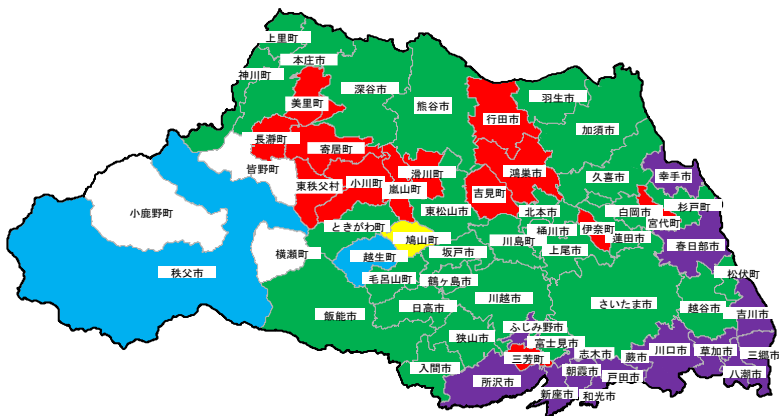 上里町
本庄市
神川町
美里町
深谷市
熊谷市
行田市
羽生市
加須市
長瀞町
寄居町
皆野町
滑川町
鴻巣市
久喜市
幸手市
東秩父村
小川町
嵐山町
吉見町
杉戸町
小鹿野町
東松山市
北本市
白岡市
宮代町
ときがわ町
桶川市
伊奈町
蓮田市
鳩山町
川島町
横瀬町
越生町
坂戸市
上尾市
春日部市
秩父市
毛呂山町
鶴ヶ島市
松伏町
川越市
さいたま市
飯能市
日高市
越谷市
吉川市
ふじみ野市
狭山市
富士見市
三芳町
志木市
蕨市
川口市
草加市
三郷市
入間市
朝霞市
戸田市
八潮市
所沢市
新座市
和光市